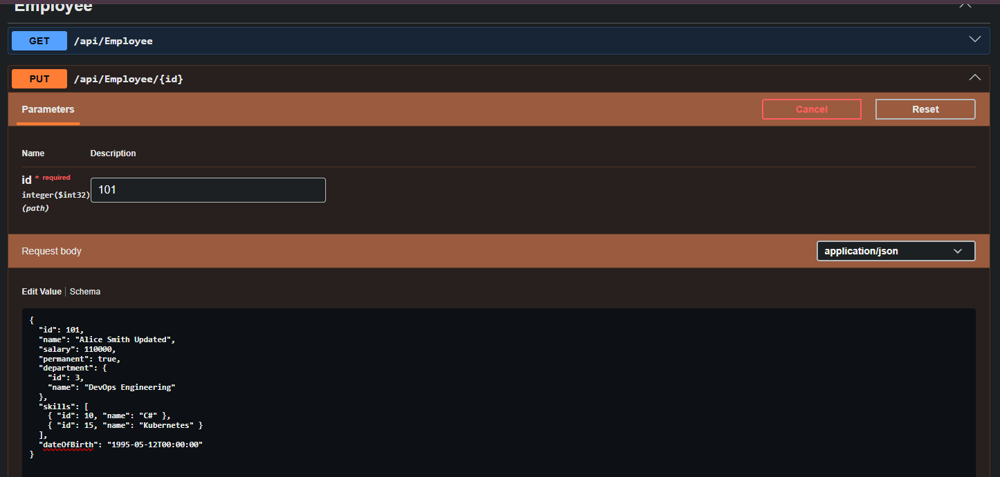 Employee
GET /api/Employee
PUT /api/Employee/{id}
Parameters Cancel Reset
Name Description
id * required
integer($int32)
(path)
101
Request body application/json
Edit Value | Schema
{
  "id": 101,
  "name": "Alice Smith Updated",
  "salary": 110000,
  "permanent": true,
  "department": {
    "id": 3,
    "name": "DevOps Engineering"
  },
  "skills": [
    { "id": 10, "name": "C#" },
    { "id": 15, "name": "Kubernetes" }
  ],
  "dateOfBirth": "1995-05-12T00:00:00"
}